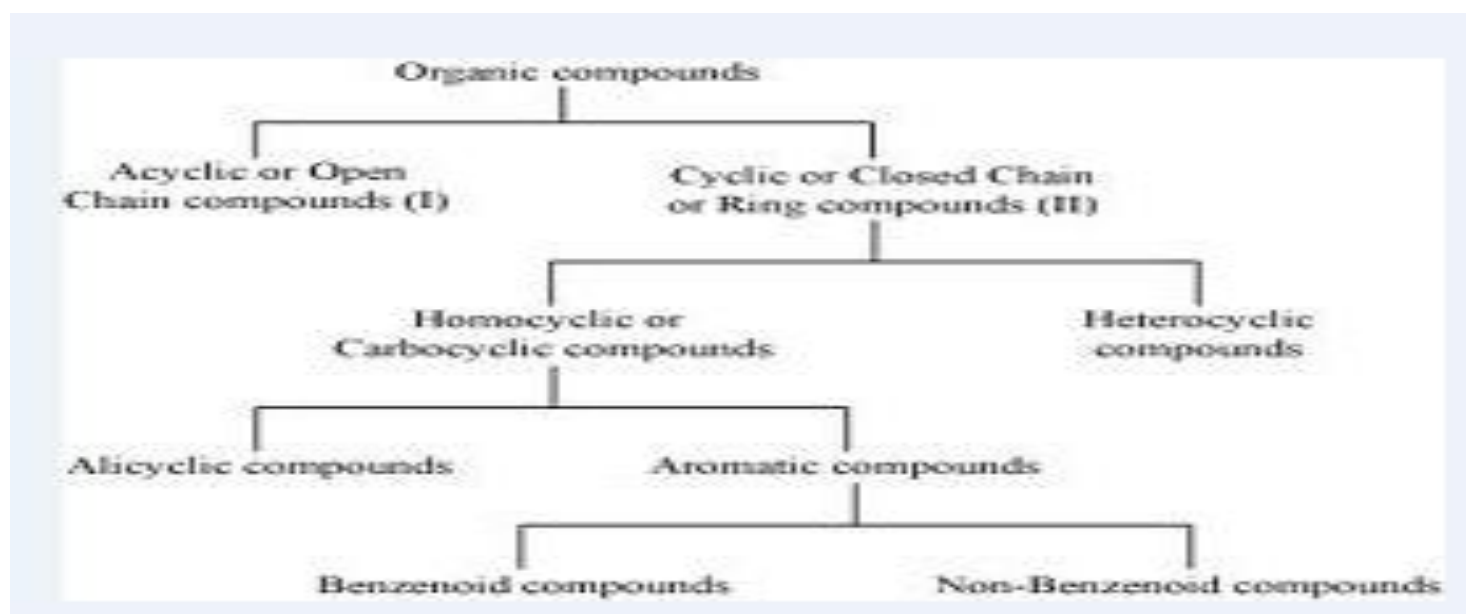 Organic compounds
Acyclic or Open
Chain compounds (I)
Cyclic or Closed Chain
or Ring compounds (II)
Homocyclic or
Carbocyclic compounds
Heterocyclic
compounds
Alicyclic compounds
Aromatic compounds
Benzenoid compounds
Non-Benzenoid compounds